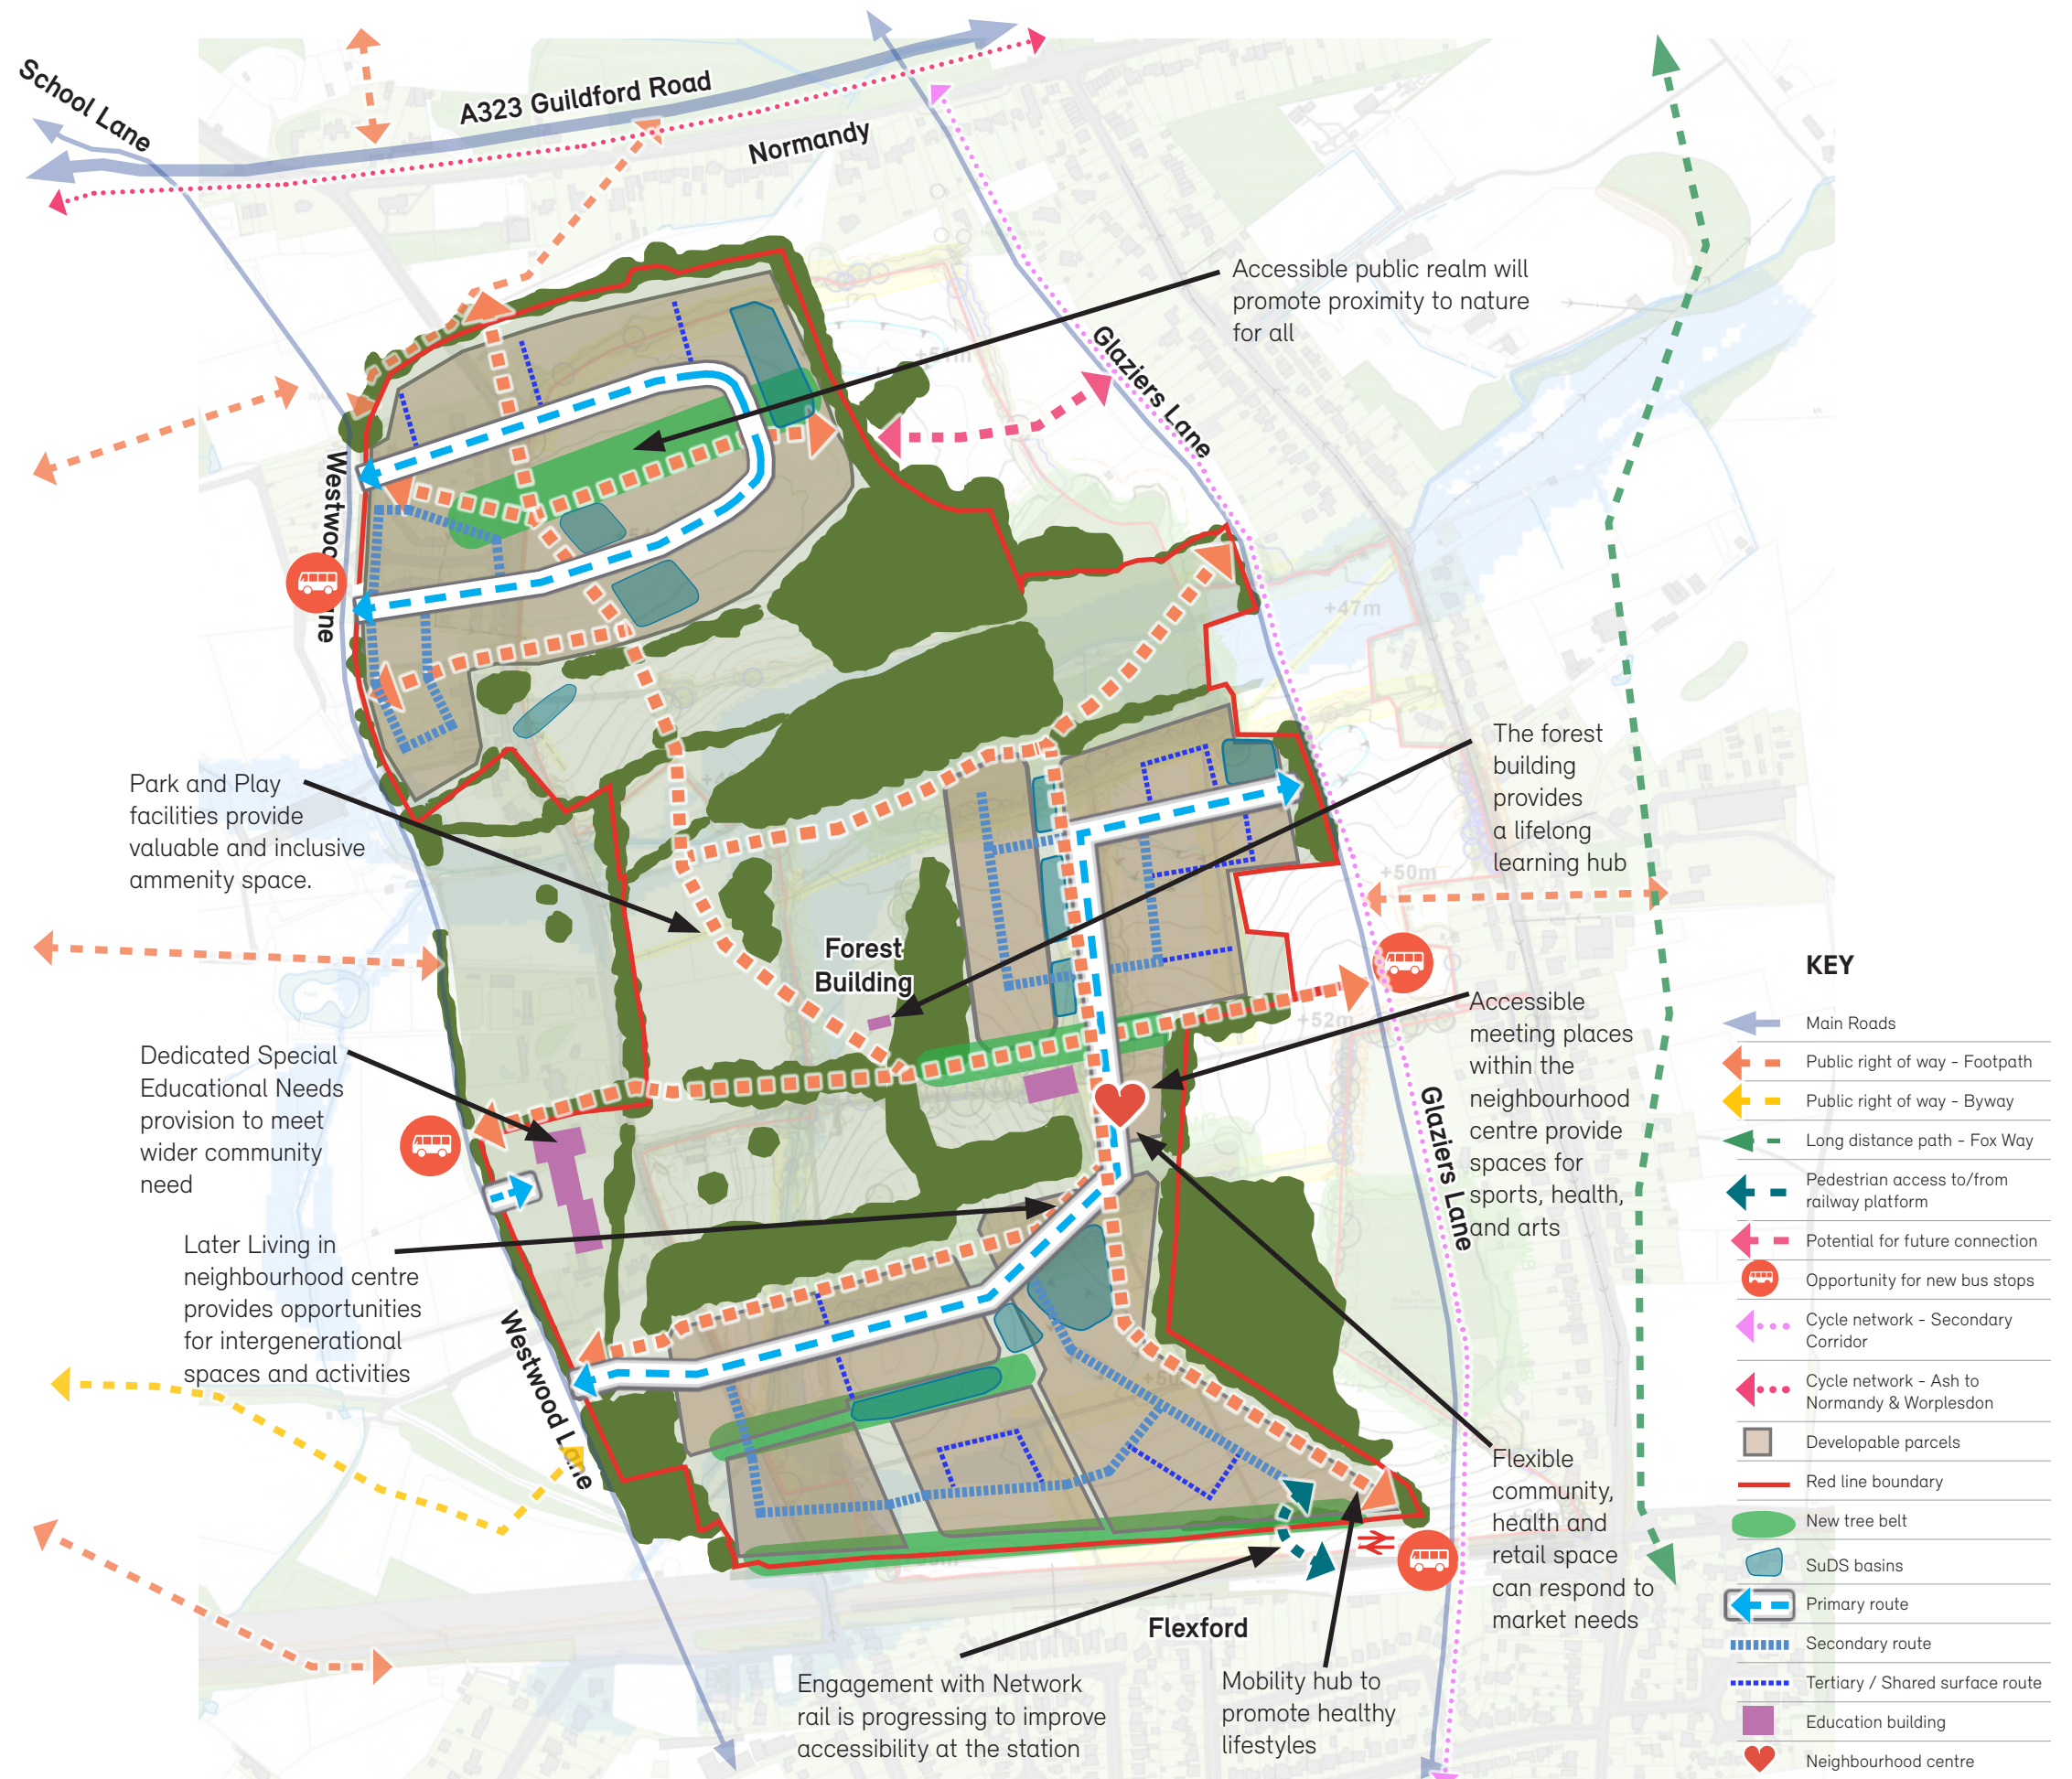 School Lane
A323 Guildford Road
Normandy
Accessible public realm will
promote proximity to nature
for all
Glaziers Lane
Westwood Lane
+47m
The forest
building
provides
a lifelong
learning hub
Park and Play
facilities provide
valuable and inclusive
ammenity space.
+50m
Forest
Building
+52m
Accessible
meeting places
within the
neighbourhood
centre provide
spaces for
sports, health,
and arts
Dedicated Special
Educational Needs
provision to meet
wider community
need
Glaziers Lane
Later Living in
neighbourhood centre
provides opportunities
for intergenerational
spaces and activities
Westwood Lane
Flexible
community,
health and
retail space
can respond to
market needs
Flexford
Engagement with Network
rail is progressing to improve
accessibility at the station
Mobility hub to
promote healthy
lifestyles
KEY
Main Roads
Public right of way - Footpath
Public right of way - Byway
Long distance path - Fox Way
Pedestrian access to/from
railway platform
Potential for future connection
Opportunity for new bus stops
Cycle network - Secondary
Corridor
Cycle network - Ash to
Normandy & Worplesdon
Developable parcels
Red line boundary
New tree belt
SuDS basins
Primary route
Secondary route
Tertiary / Shared surface route
Education building
Neighbourhood centre